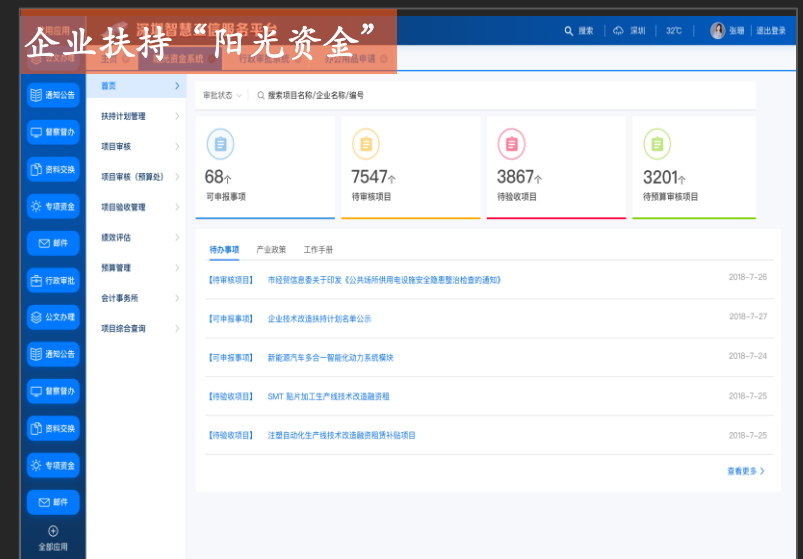 企业扶持“阳光资金”
搜索 深圳 32℃ 张珊 退出登录
通知公告
督察督办
资料交换
专项资金
邮件
行政审批
公文办理
通知公告
督察督办
资料交换
专项资金
邮件
全部应用
首页
扶持计划管理
项目审核
项目审核（预算处）
项目验收管理
绩效评估
预算管理
会计事务所
项目综合查询
审批状态 搜索项目名称/企业名称/编号
68个 7547个 3867个 3201个
可申报事项 待审核项目 待验收项目 待预算审核项目
待办事项 产业政策 工作手册
【待审核项目】 市经贸信息委关于印发《公共场所供用电设施安全隐患整治检查的通知》 2018-7-26
【可申报事项】 企业技术改造扶持计划名单公示 2018-7-27
【可申报事项】 新能源汽车多合一智能化动力系统模块 2018-7-24
【待验收项目】 SMT 贴片加工生产线技术改造融资租 2018-7-25
【待验收项目】 注塑自动化生产线技术改造融资租赁补贴项目 2018-7-25
查看更多